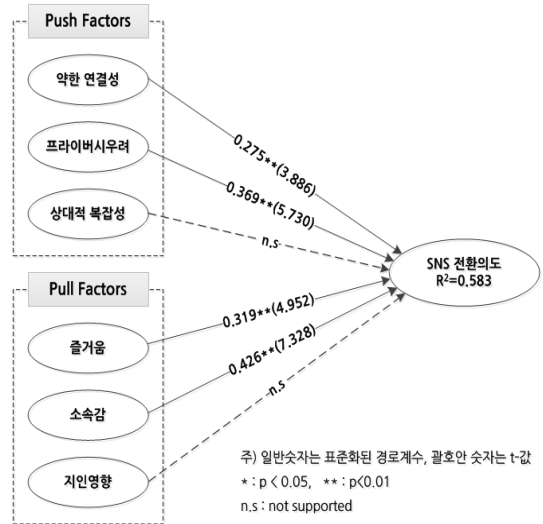 Push Factors
약한 연결성
프라이버시우려
상대적 복잡성
0.275**(3.886)
0.369**(5.730)
n.s
SNS 전환의도
R²=0.583
Pull Factors
즐거움
소속감
지인영향
0.319**(4.952)
0.426**(7.328)
n.s
주) 일반숫자는 표준화된 경로계수, 괄호안 숫자는 t-값
* : p < 0.05, ** : p<0.01
n.s : not supported